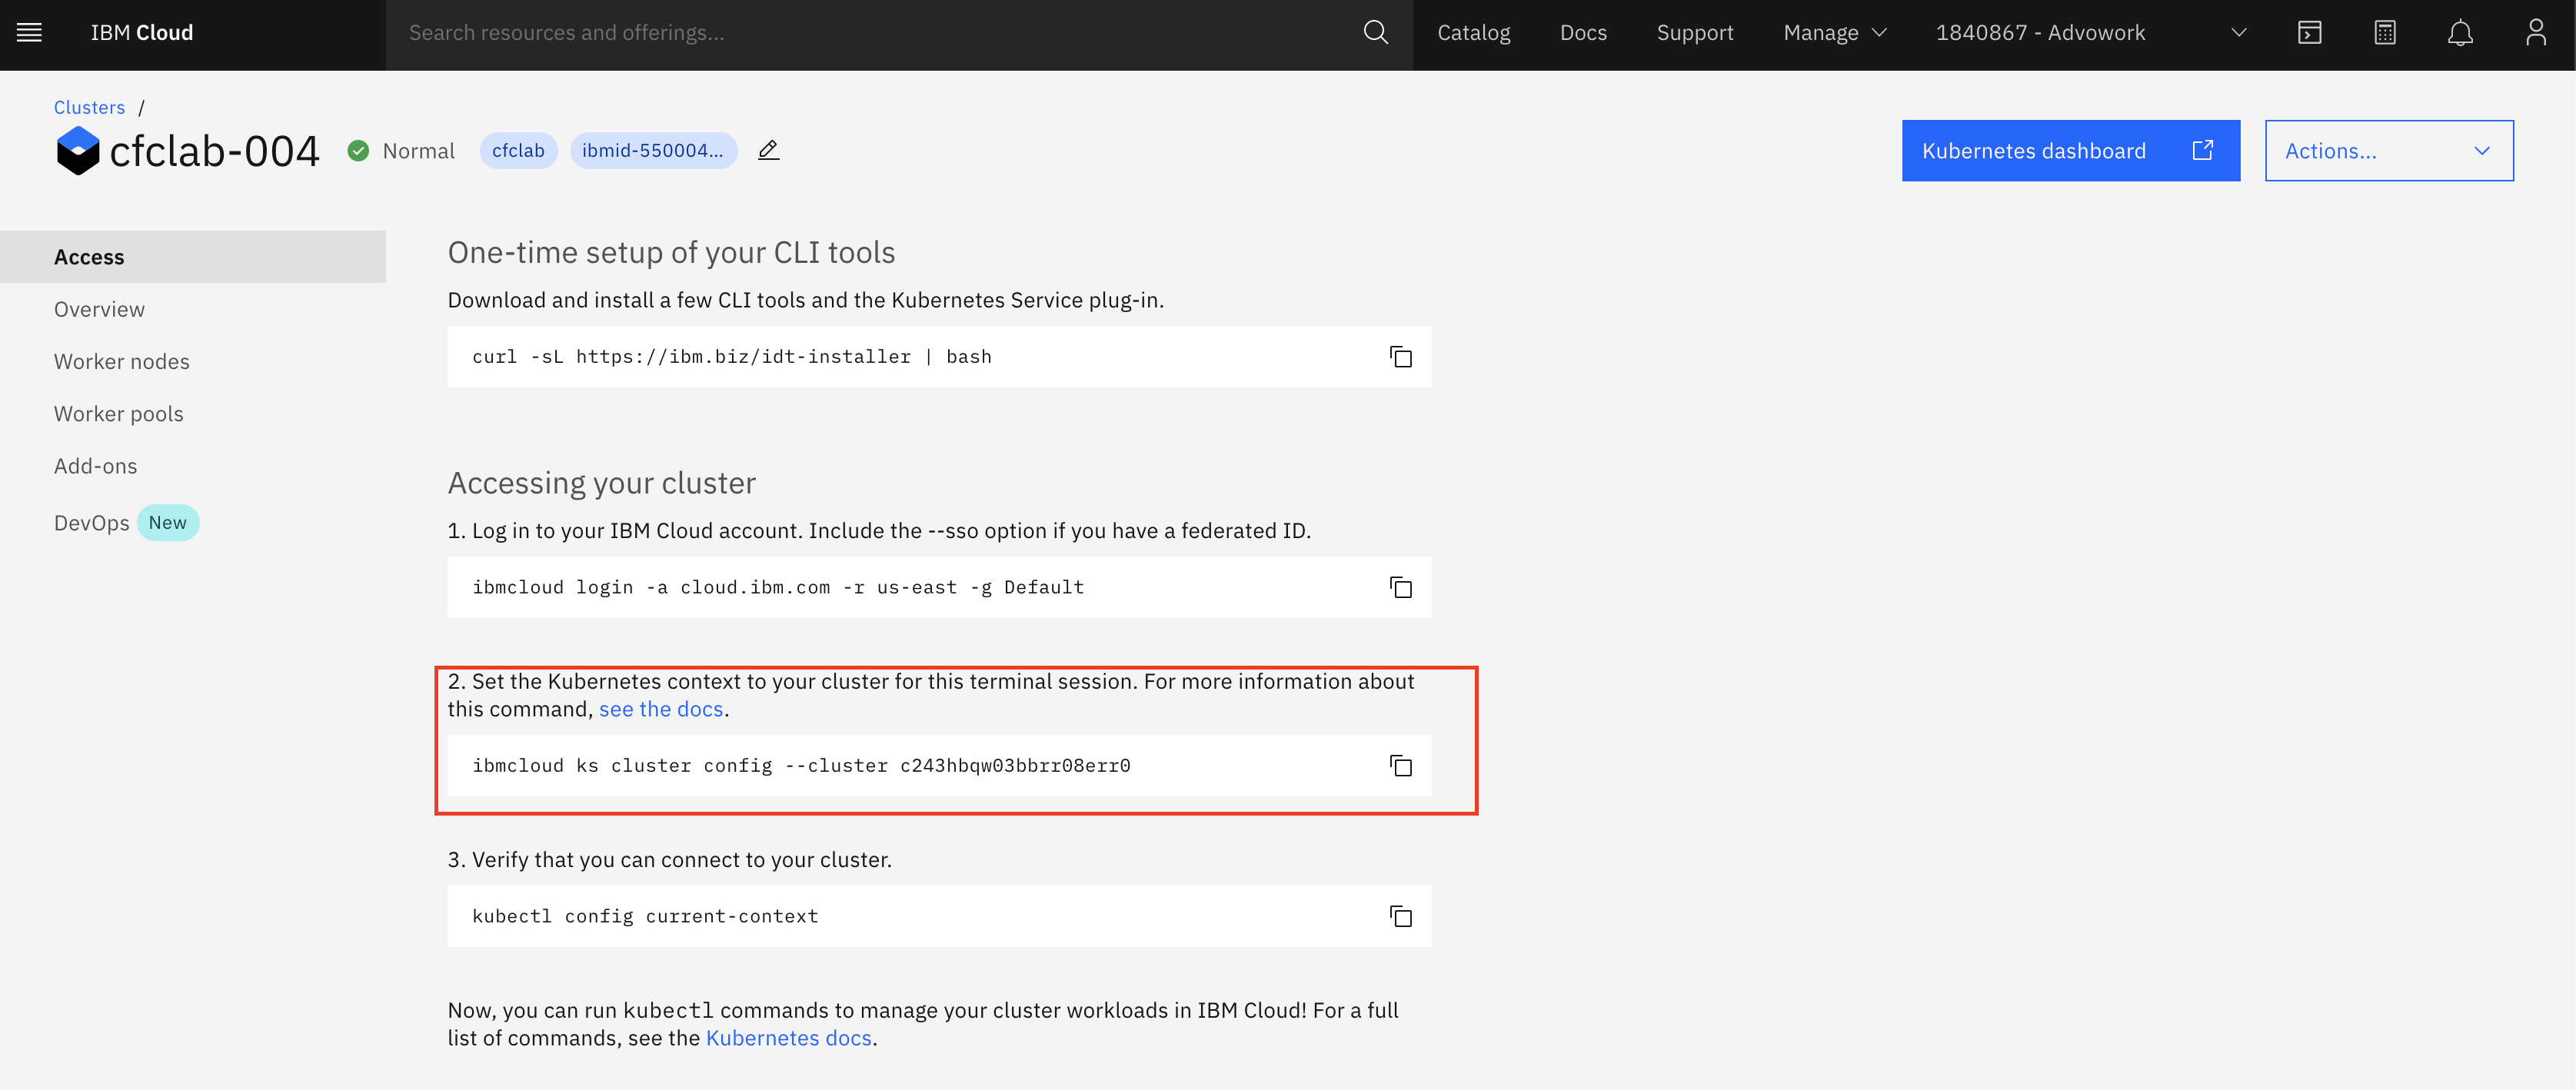 IBM Cloud
Search resources and offerings...
Catalog
Docs
Support
Manage
1840867 - Advowork
Clusters /
cfclab-004
Normal
cfclab
ibmid-550004...
Kubernetes dashboard
Actions...
Access
Overview
Worker nodes
Worker pools
Add-ons
DevOps New
One-time setup of your CLI tools
Download and install a few CLI tools and the Kubernetes Service plug-in.
curl -sL https://ibm.biz/idt-installer | bash
Accessing your cluster
1. Log in to your IBM Cloud account. Include the --sso option if you have a federated ID.
ibmcloud login -a cloud.ibm.com -r us-east -g Default
2. Set the Kubernetes context to your cluster for this terminal session. For more information about
this command, see the docs.
ibmcloud ks cluster config --cluster c243hbqw03bbrr08err0
3. Verify that you can connect to your cluster.
kubectl config current-context
Now, you can run kubectl commands to manage your cluster workloads in IBM Cloud! For a full
list of commands, see the Kubernetes docs.